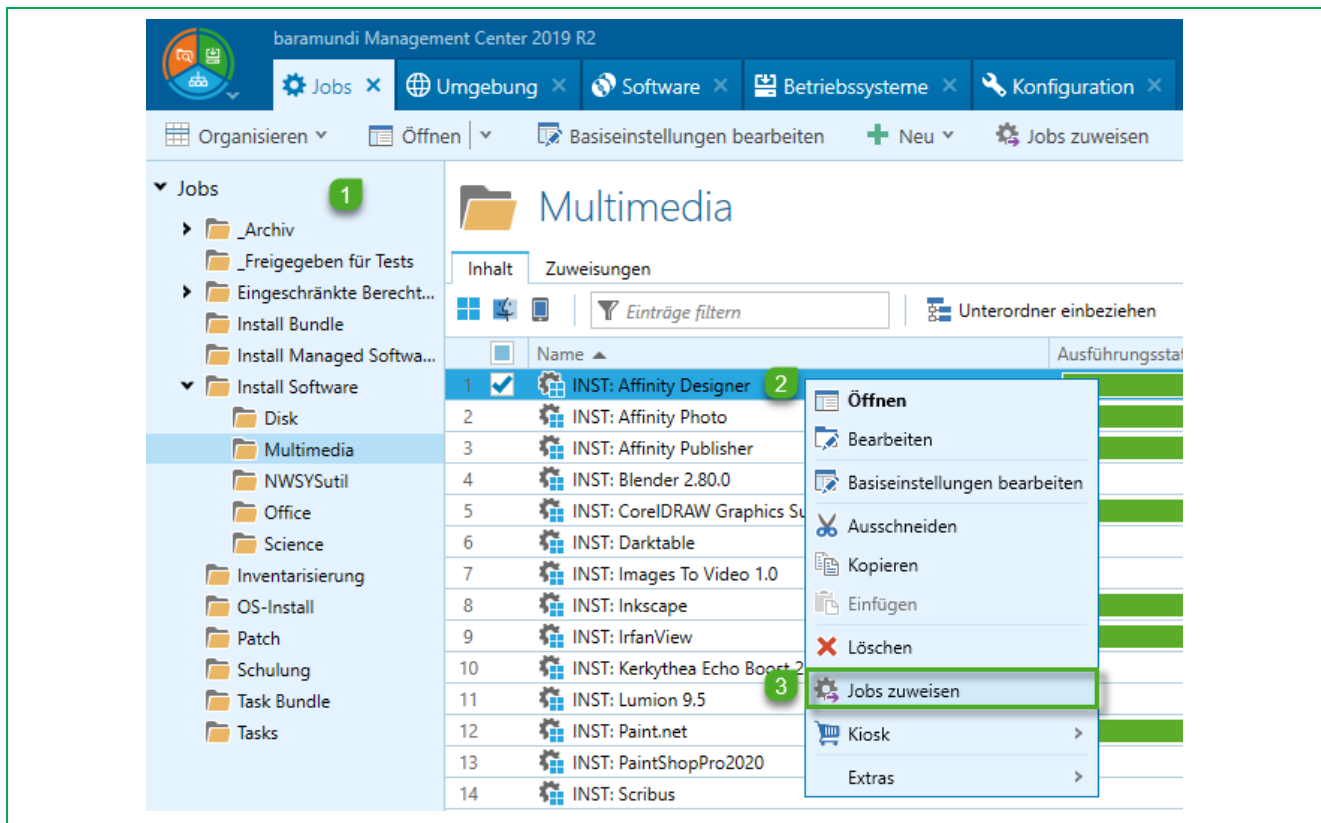 baramundi Management Center 2019 R2
Jobs × Umgebung × Software × Betriebssysteme × Konfiguration ×
Organisieren Öffnen Basiseinstellungen bearbeiten Neu Jobs zuweisen
Jobs
1
_Archiv
_Freigegeben für Tests
Eingeschränkte Berecht...
Install Bundle
Install Managed Softwa...
Install Software
Disk
Multimedia
NWSYSutil
Office
Science
Inventarisierung
OS-Install
Patch
Schulung
Task Bundle
Tasks
Multimedia
Inhalt Zuweisungen
Einträge filtern Unterordner einbeziehen
Name Ausführungsstat
1 INST: Affinity Designer 2
2 INST: Affinity Photo
3 INST: Affinity Publisher
4 INST: Blender 2.80.0
5 INST: CorelDRAW Graphics Su
6 INST: Darktable
7 INST: Images To Video 1.0
8 INST: Inkscape
9 INST: IrfanView
10 INST: Kerkythea Echo Boost 2
11 INST: Lumion 9.5
12 INST: Paint.net
13 INST: PaintShopPro2020
14 INST: Scribus
Öffnen
Bearbeiten
Basiseinstellungen bearbeiten
Ausschneiden
Kopieren
Einfügen
Löschen
3 Jobs zuweisen
Kiosk >
Extras >